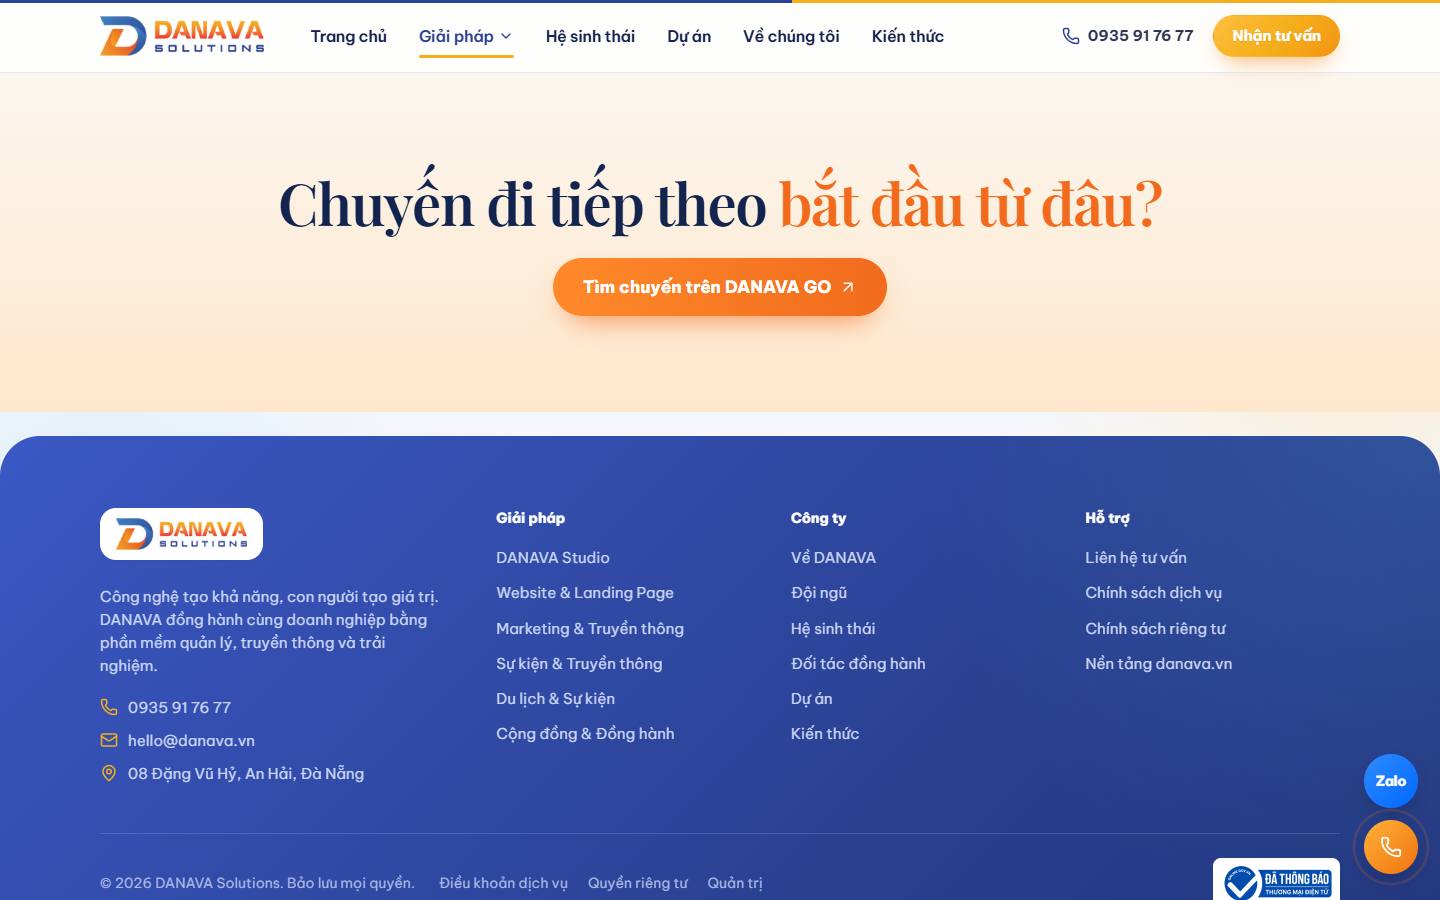 DANAVA
SOLUTIONS
Trang chủ
Giải pháp
Hệ sinh thái
Dự án
Về chúng tôi
Kiến thức
0935 91 76 77
Nhận tư vấn
Chuyến đi tiếp theo bắt đầu từ đâu?
Tìm chuyến trên DANAVA GO
DANAVA
SOLUTIONS
Công nghệ tạo khả năng, con người tạo giá trị.
DANAVA đồng hành cùng doanh nghiệp bằng
phần mềm quản lý, truyền thông và trải
nghiệm.
0935 91 76 77
hello@danava.vn
08 Đặng Vũ Hỷ, An Hải, Đà Nẵng
Giải pháp
DANAVA Studio
Website & Landing Page
Marketing & Truyền thông
Sự kiện & Truyền thông
Du lịch & Sự kiện
Cộng đồng & Đồng hành
Công ty
Về DANAVA
Đội ngũ
Hệ sinh thái
Đối tác đồng hành
Dự án
Kiến thức
Hỗ trợ
Liên hệ tư vấn
Chính sách dịch vụ
Chính sách riêng tư
Nền tảng danava.vn
Zalo
© 2026 DANAVA Solutions. Bảo lưu mọi quyền.
Điều khoản dịch vụ
Quyền riêng tư
Quản trị
ĐÃ THÔNG BÁO
THƯƠNG MẠI ĐIỆN TỬ